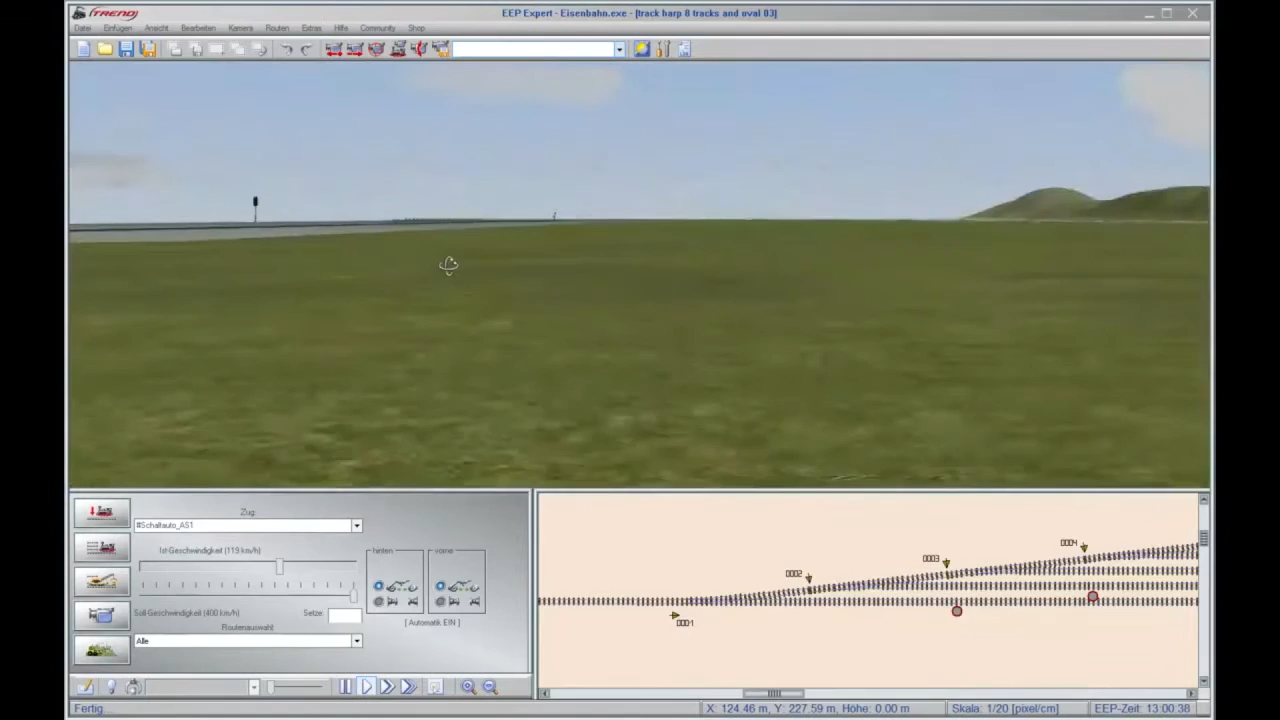 TREND
EEP Expert - Eisenbahn.exe - [track harp 8 tracks and oval 03]
Datei Einfügen Ansicht Bearbeiten Kamera Routen Extras Hilfe Community Shop
Zug:
#Schaltauto_AS1
Ist-Geschwindigkeit (119 km/h)
hinten
vorne
Soll-Geschwindigkeit (400 km/h)
Setze:
[ Automatik EIN ]
Routenauswahl:
Alle
0001
0002
0003
0004
Fertig...
X: 124.46 m, Y: 227.59 m, Höhe: 0.00 m
Skala: 1/20 [pixel/cm]
EEP-Zeit: 13:00:38